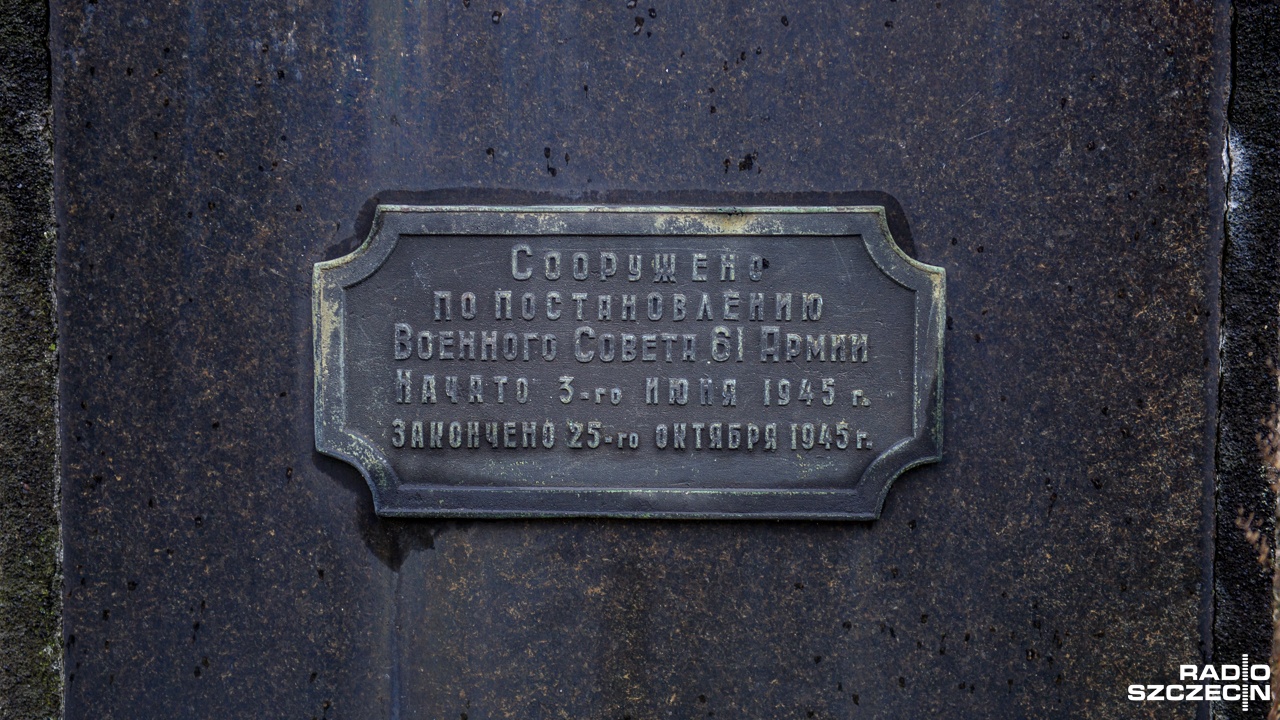 Сооружено
по постановлению
Военного Совета 61 Армии
Начато 3-го июня 1945 г.
закончено 25-го октября 1945 г.
RADIO
SZCZECIN